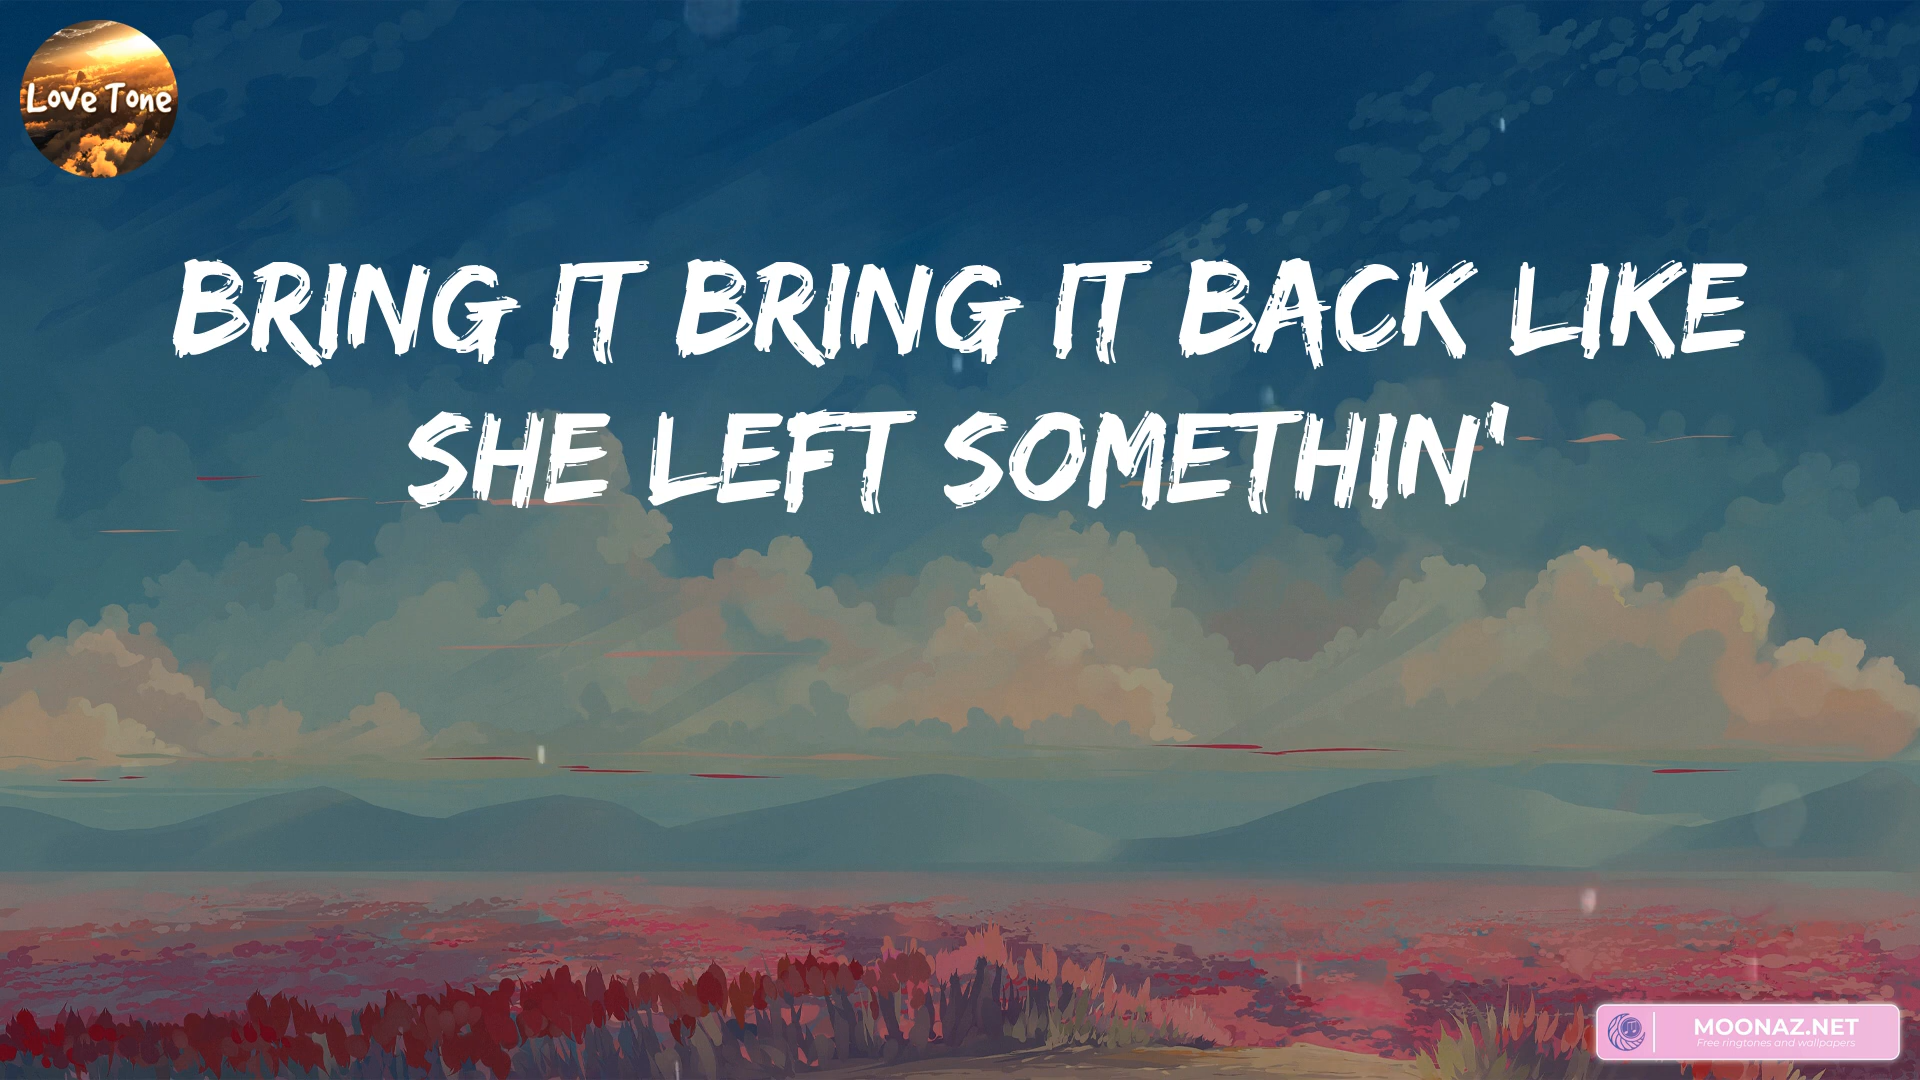 Love Tone
BRING IT BRING IT BACK LIKE
SHE LEFT SOMETHIN'
MOONAZ.NET
Free ringtones and wallpapers